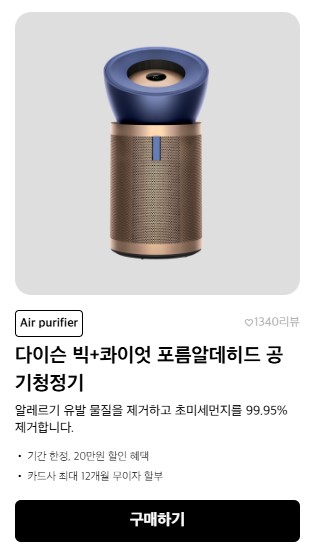 Air purifier
♡1340리뷰
다이슨 빅+콰이엇 포름알데히드 공
기청정기
알레르기 유발 물질을 제거하고 초미세먼지를 99.95%
제거합니다.
• 기간 한정, 20만원 할인 혜택
• 카드사 최대 12개월 무이자 할부
구매하기